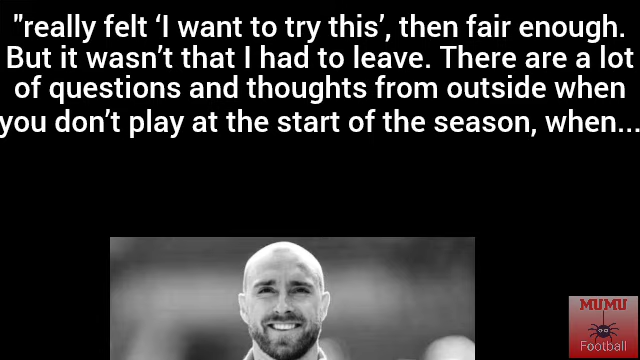 "really felt ‘I want to try this’, then fair enough.
But it wasn’t that I had to leave. There are a lot
of questions and thoughts from outside when
you don’t play at the start of the season, when...
MUMU
Football